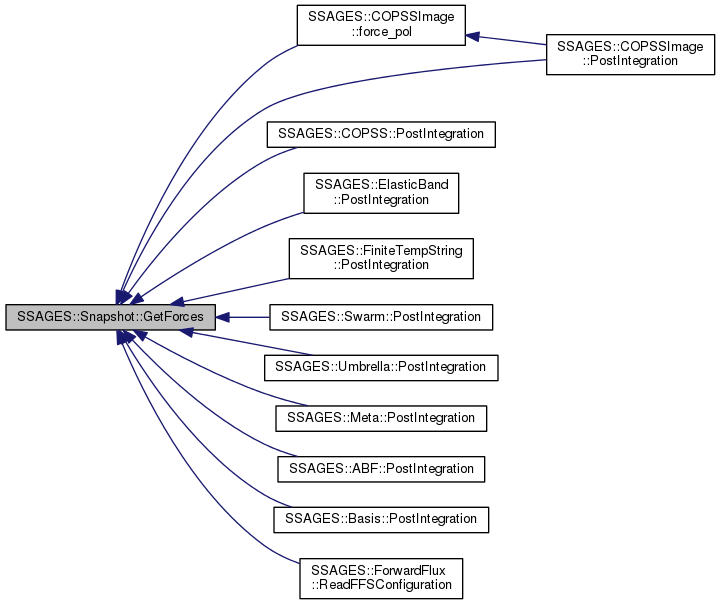 SSAGES::COPSSImage
::force_pol
SSAGES::COPSSImage
::PostIntegration
SSAGES::COPSS::PostIntegration
SSAGES::ElasticBand
::PostIntegration
SSAGES::FiniteTempString
::PostIntegration
SSAGES::Snapshot::GetForces
SSAGES::Swarm::PostIntegration
SSAGES::Umbrella::PostIntegration
SSAGES::Meta::PostIntegration
SSAGES::ABF::PostIntegration
SSAGES::Basis::PostIntegration
SSAGES::ForwardFlux
::ReadFFSConfiguration